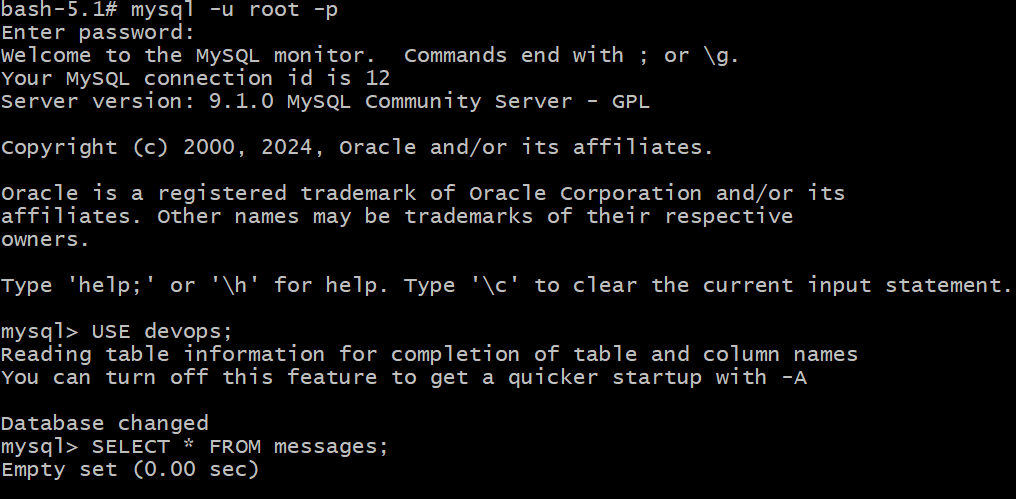 bash-5.1# mysql -u root -p
Enter password:
Welcome to the MySQL monitor.  Commands end with ; or \g.
Your MySQL connection id is 12
Server version: 9.1.0 MySQL Community Server - GPL
Copyright (c) 2000, 2024, Oracle and/or its affiliates.
Oracle is a registered trademark of Oracle Corporation and/or its
affiliates. Other names may be trademarks of their respective
owners.
Type 'help;' or '\h' for help. Type '\c' to clear the current input statement.
mysql> USE devops;
Reading table information for completion of table and column names
You can turn off this feature to get a quicker startup with -A
Database changed
mysql> SELECT * FROM messages;
Empty set (0.00 sec)